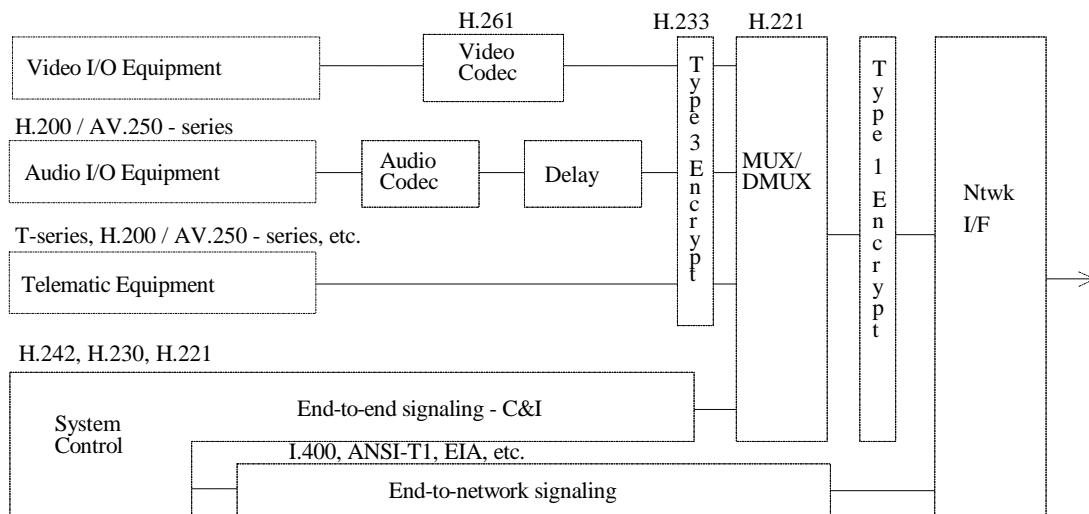 H.261
H.233
H.221
Video I/O Equipment
Video
Codec
Type 3 Encrypt
Type 1 Encrypt
H.200 / AV.250 - series
Audio I/O Equipment
Audio
Codec
Delay
MUX/
DMUX
Ntwk
I/F
T-series, H.200 / AV.250 - series, etc.
Telematic Equipment
H.242, H.230, H.221
System
Control
End-to-end signaling - C&I
I.400, ANSI-T1, EIA, etc.
End-to-network signaling